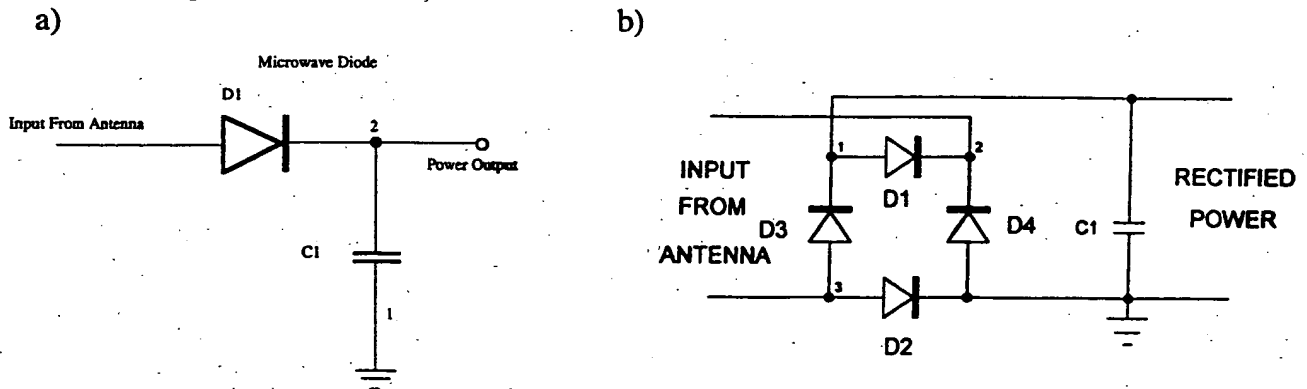 a)
Microwave Diode
D1
Input From Antenna
2
Power Output
C1
1
b)
1
2
INPUT
FROM
ANTENNA
D1
D3
D4
C1
RECTIFIED
POWER
3
D2